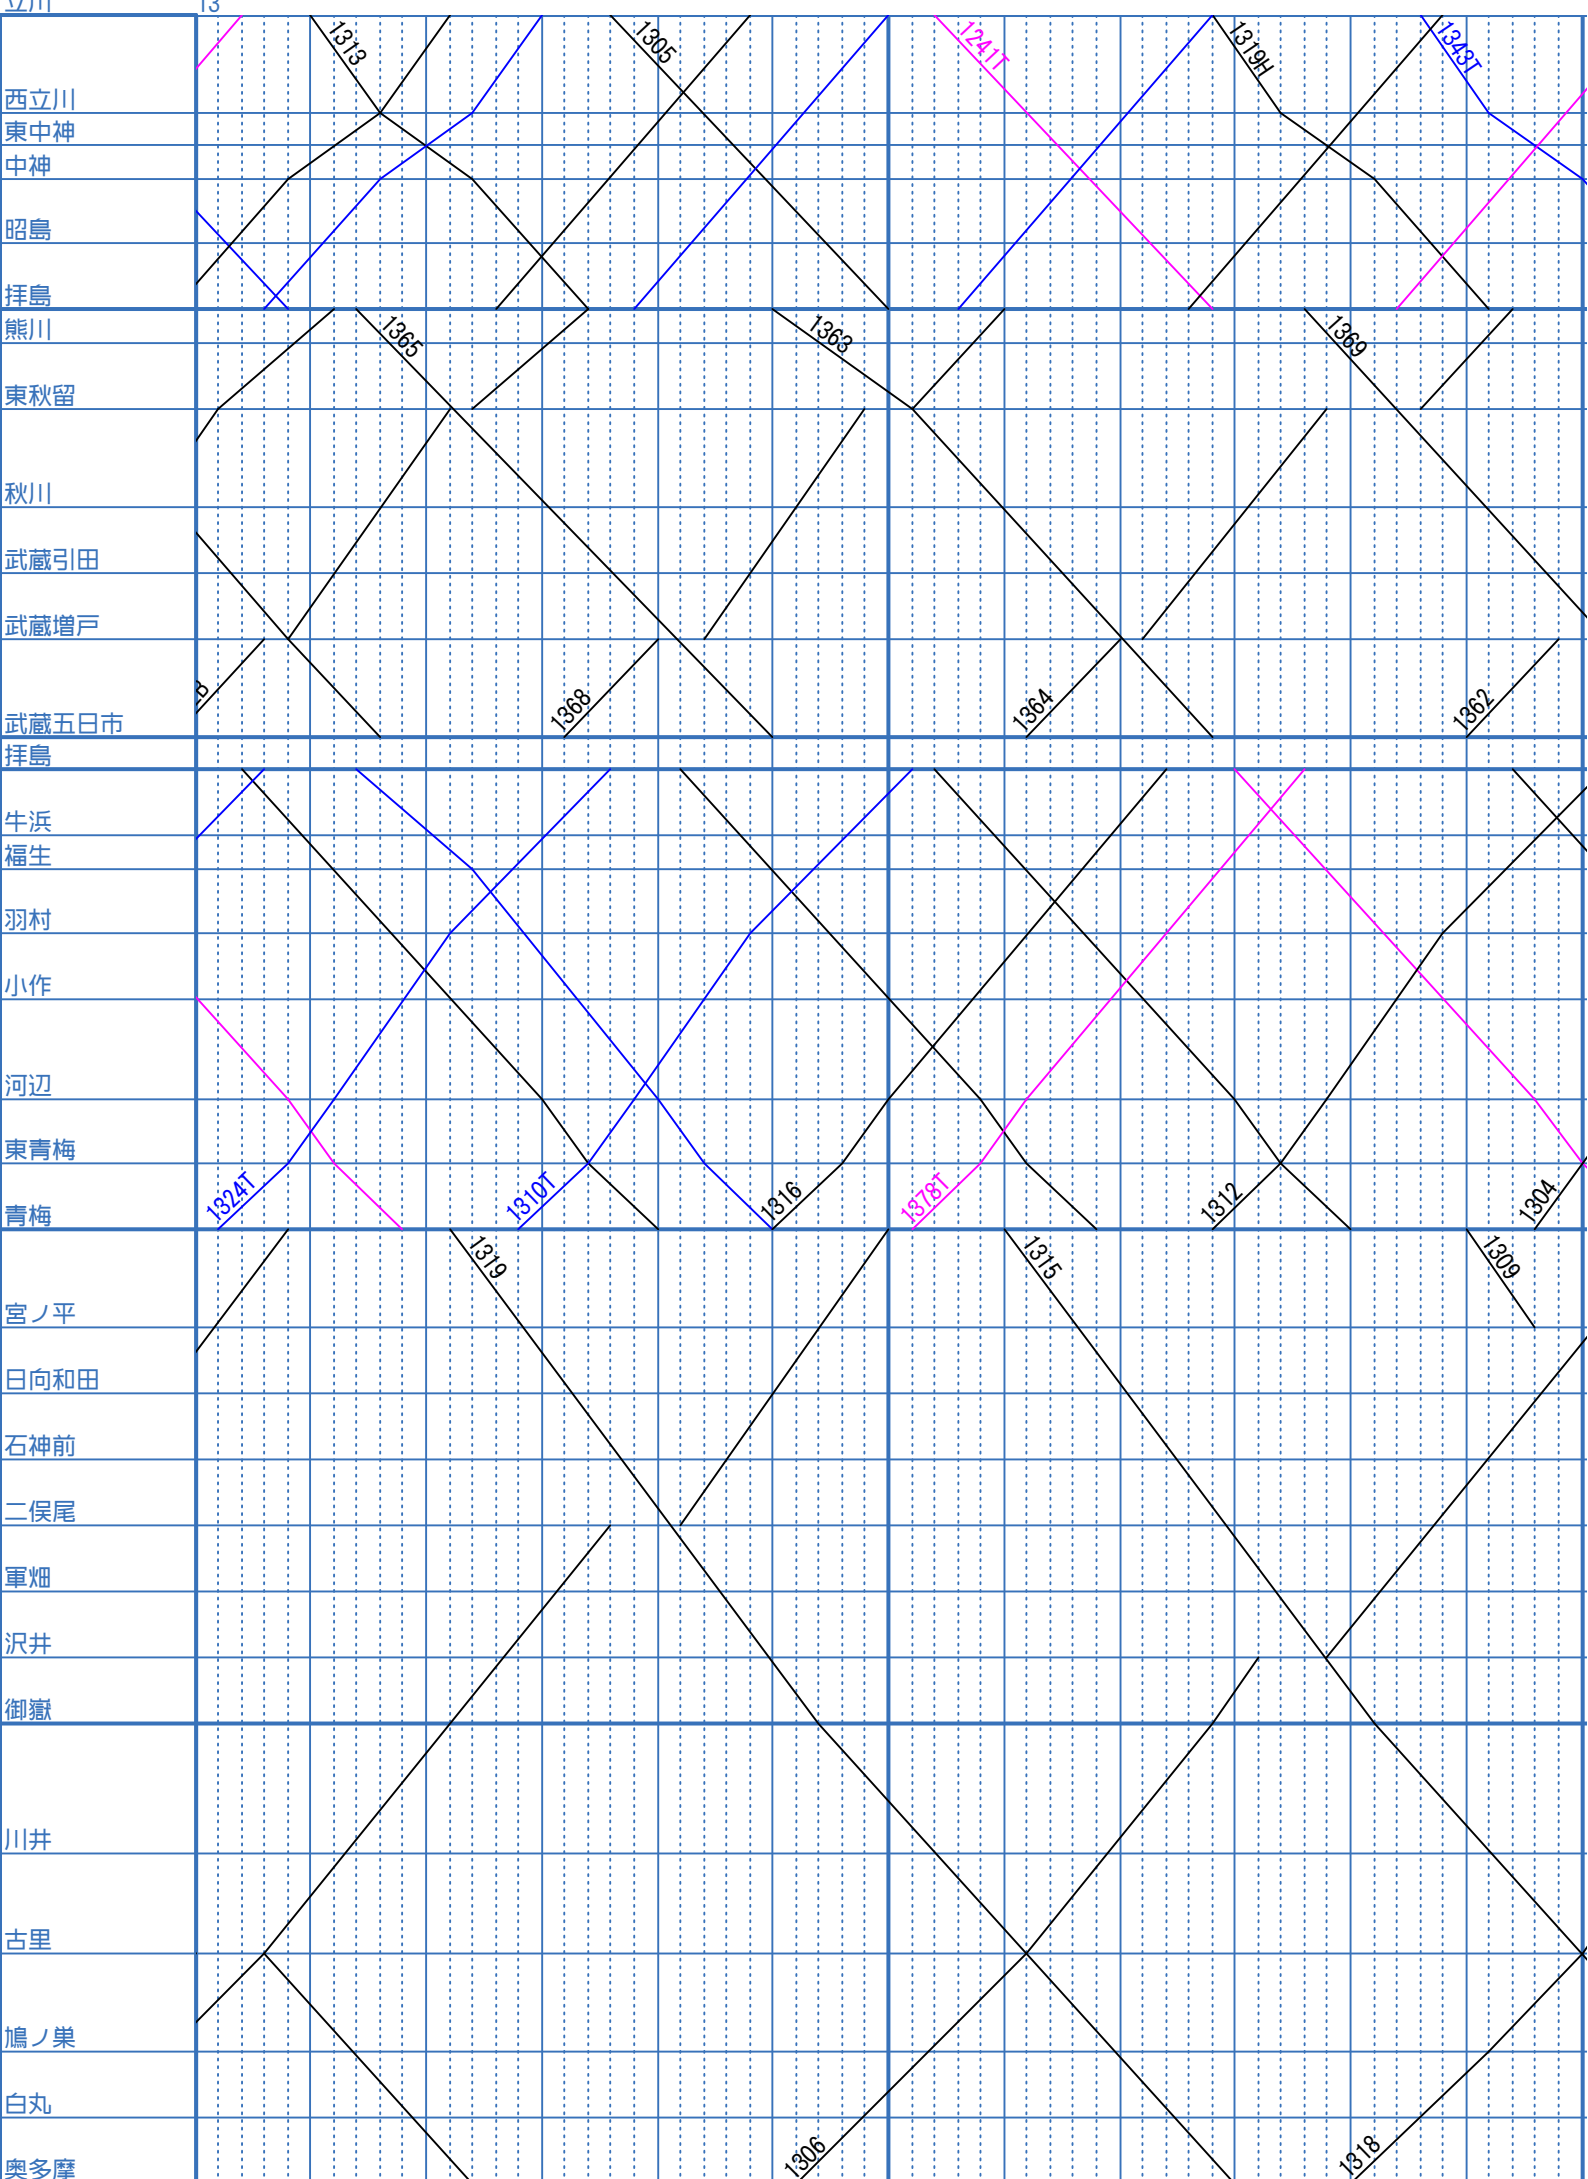 立川 13
1313 1305 1241T 1319H 1343T
西立川
東中神
中神
昭島
拝島
熊川 1365 1363 1369
東秋留
秋川
武蔵引田
武蔵増戸
1368 1364 1362
武蔵五日市
拝島
牛浜
福生
羽村
小作
河辺
東青梅
1324T 1310T 1316 1378T 1312 1304
青梅
1319 1315 1309
宮ノ平
日向和田
石神前
二俣尾
軍畑
沢井
御嶽
川井
古里
鳩ノ巣
白丸
1306 1318
奥多摩